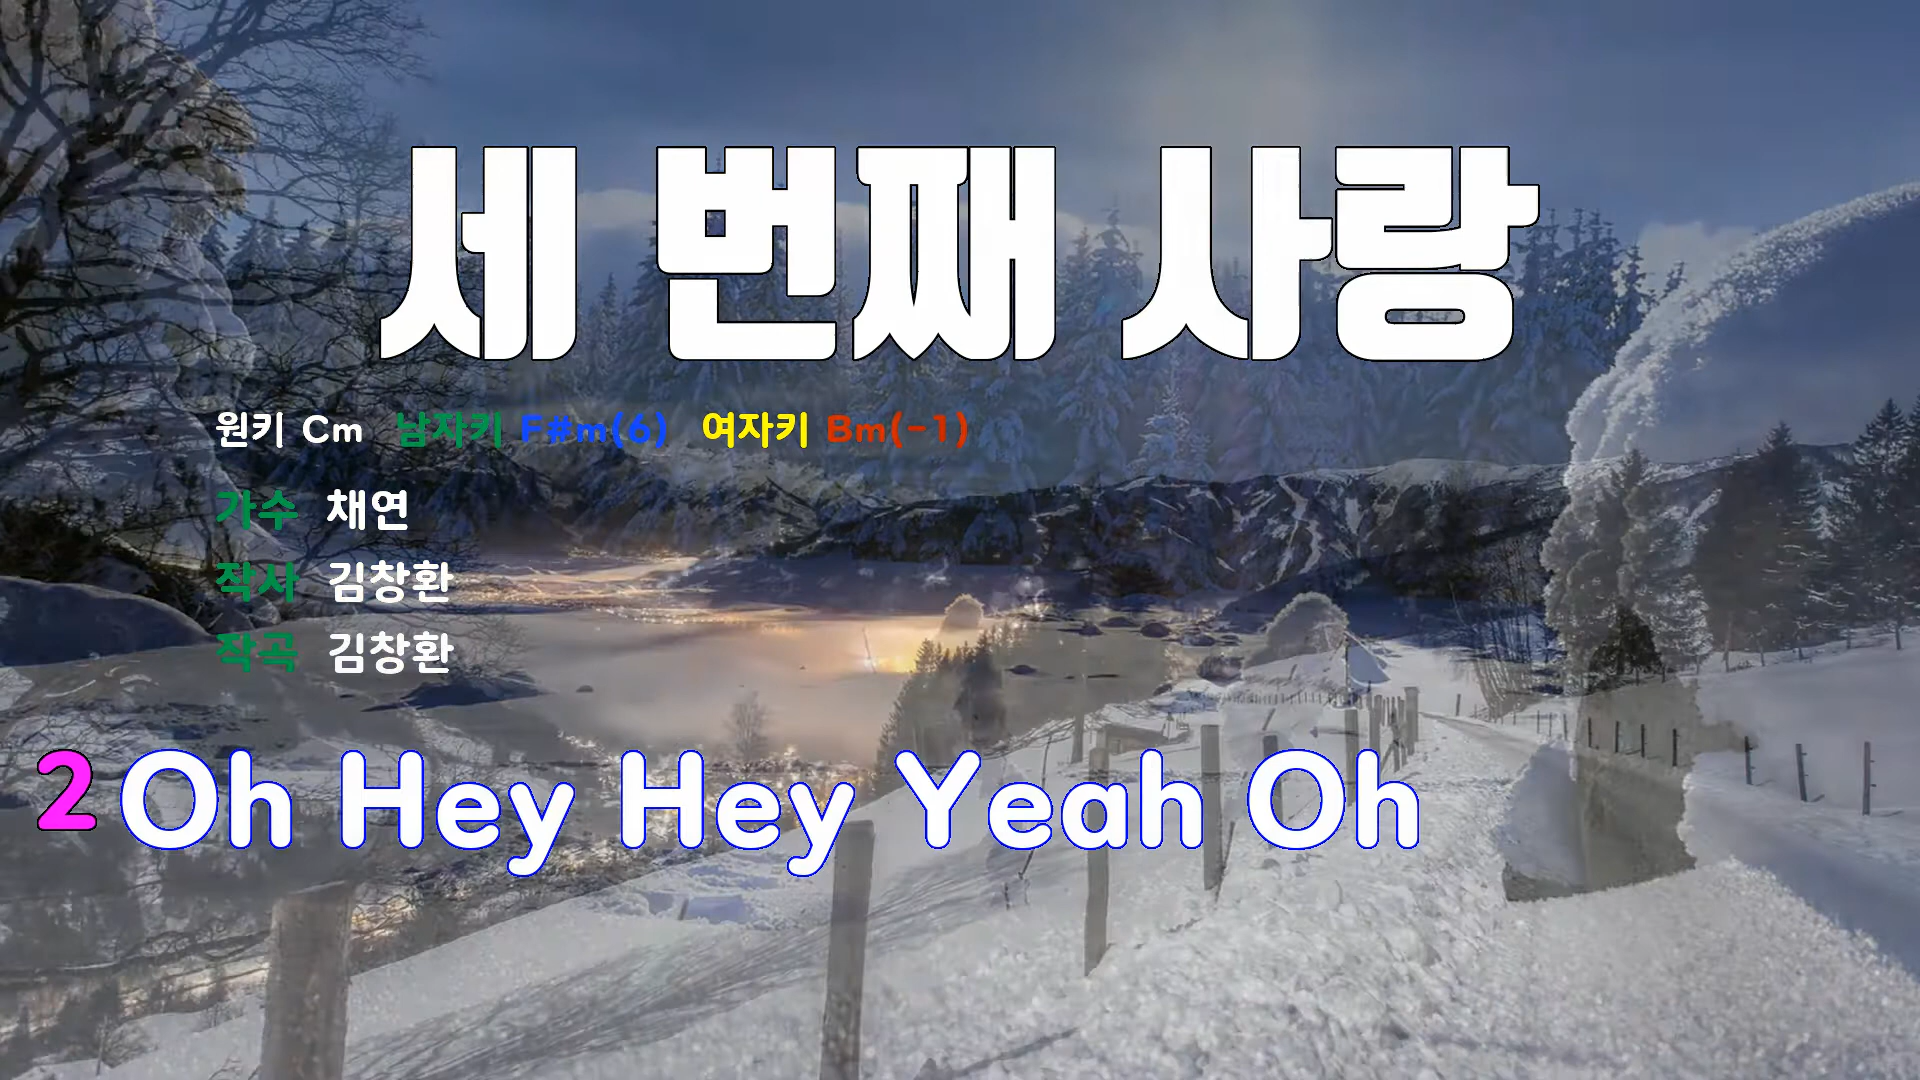 세 번째 사랑
원키 Cm 남자키 F#m(6) 여자키 Bm(-1)
가수 채연
작사 김창환
작곡 김창환
2 Oh Hey Hey Yeah Oh